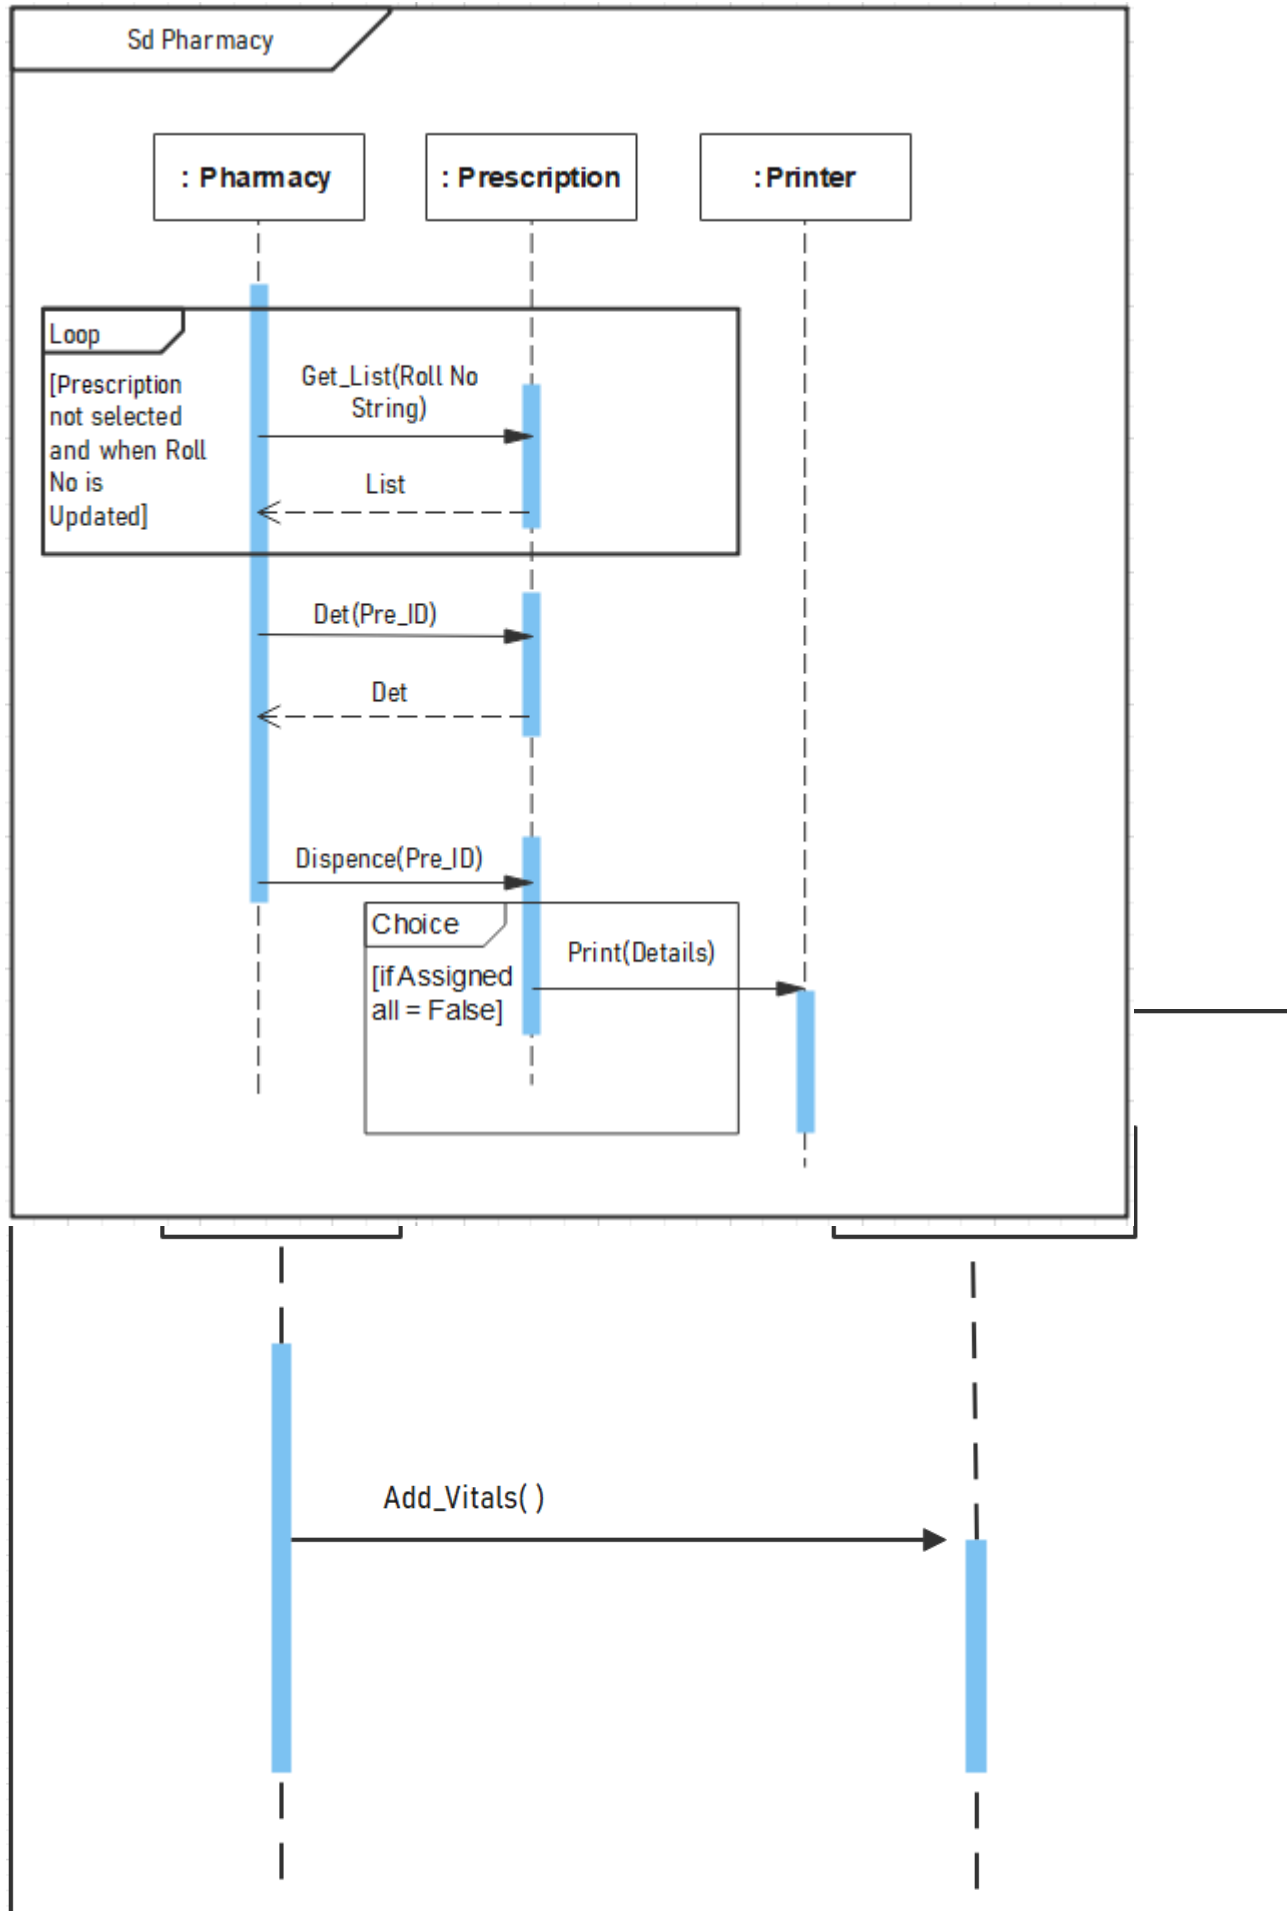 Sd Pharmacy
: Pharmacy
: Prescription
: Printer
Loop
[Prescription
not selected
and when Roll
No is
Updated]
Get_List(Roll No
String)
List
Det(Pre_ID)
Det
Dispence(Pre_ID)
Choice
[if Assigned
all = False]
Print(Details)
Add_Vitals( )